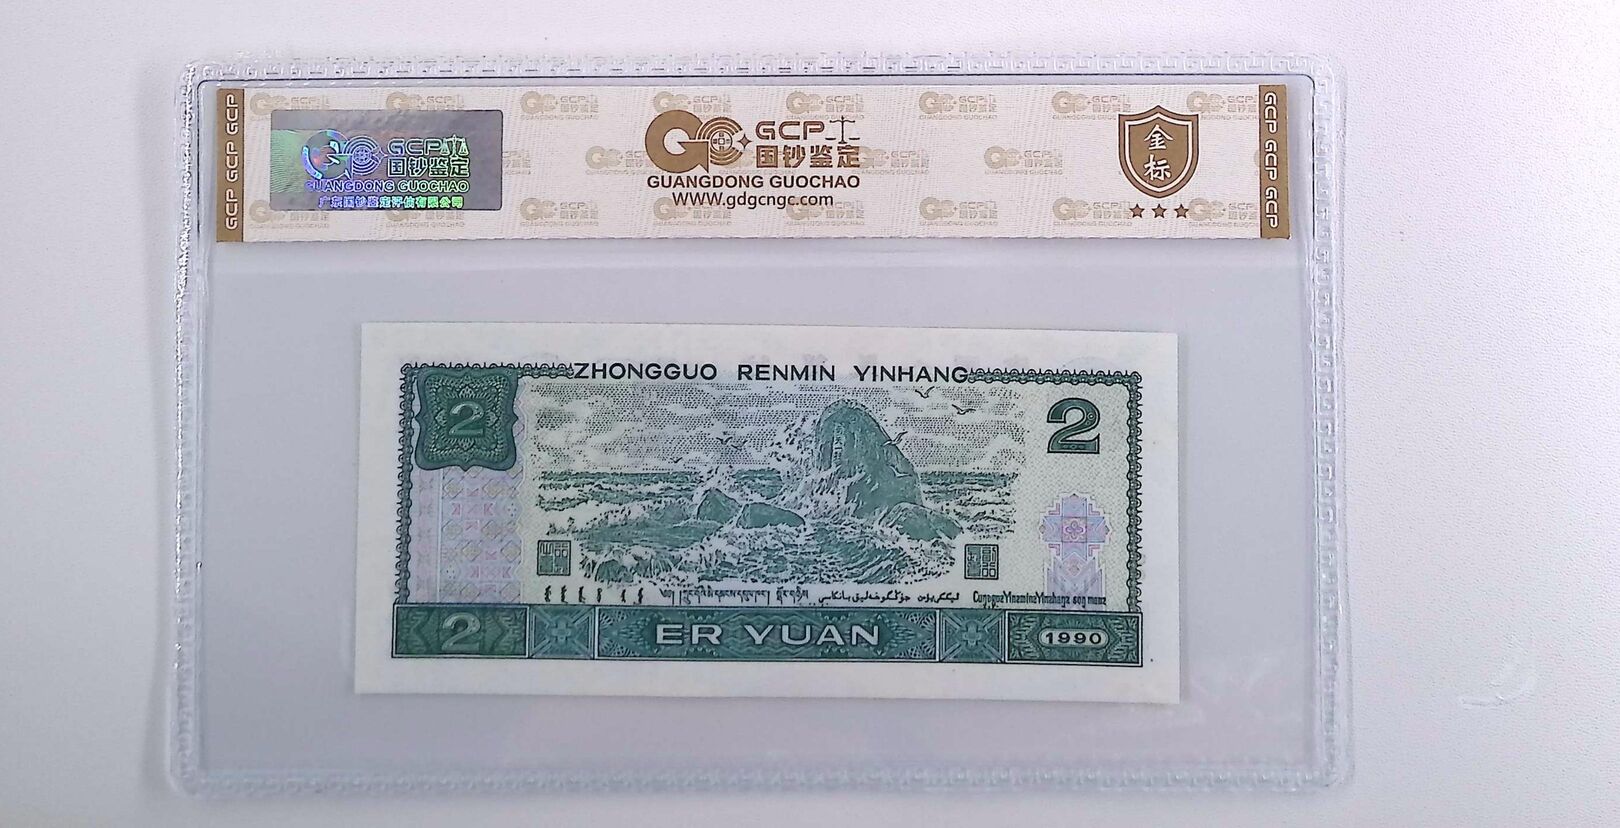 GCP GCP GCP
GCP
国钞鉴定
GUANGDONG GUOCHAO
广东国钞鉴定评估有限公司
GCP
国钞鉴定
GUANGDONG GUOCHAO
www.gdgcngc.com
金
标
GCP GCP GCP
ZHONGGUO RENMIN YINHANG
2
2
2
ER YUAN
1990